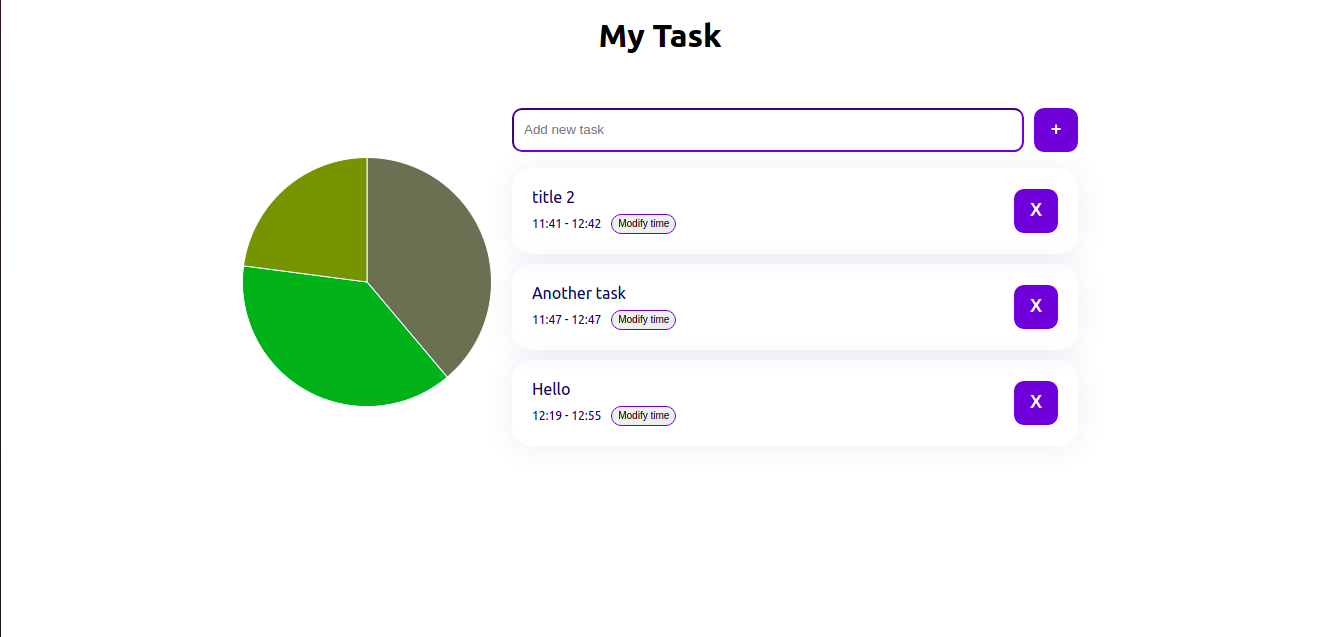 My Task
Add new task
+
title 2
11:41 - 12:42 Modify time
X
Another task
11:47 - 12:47 Modify time
X
Hello
12:19 - 12:55 Modify time
X